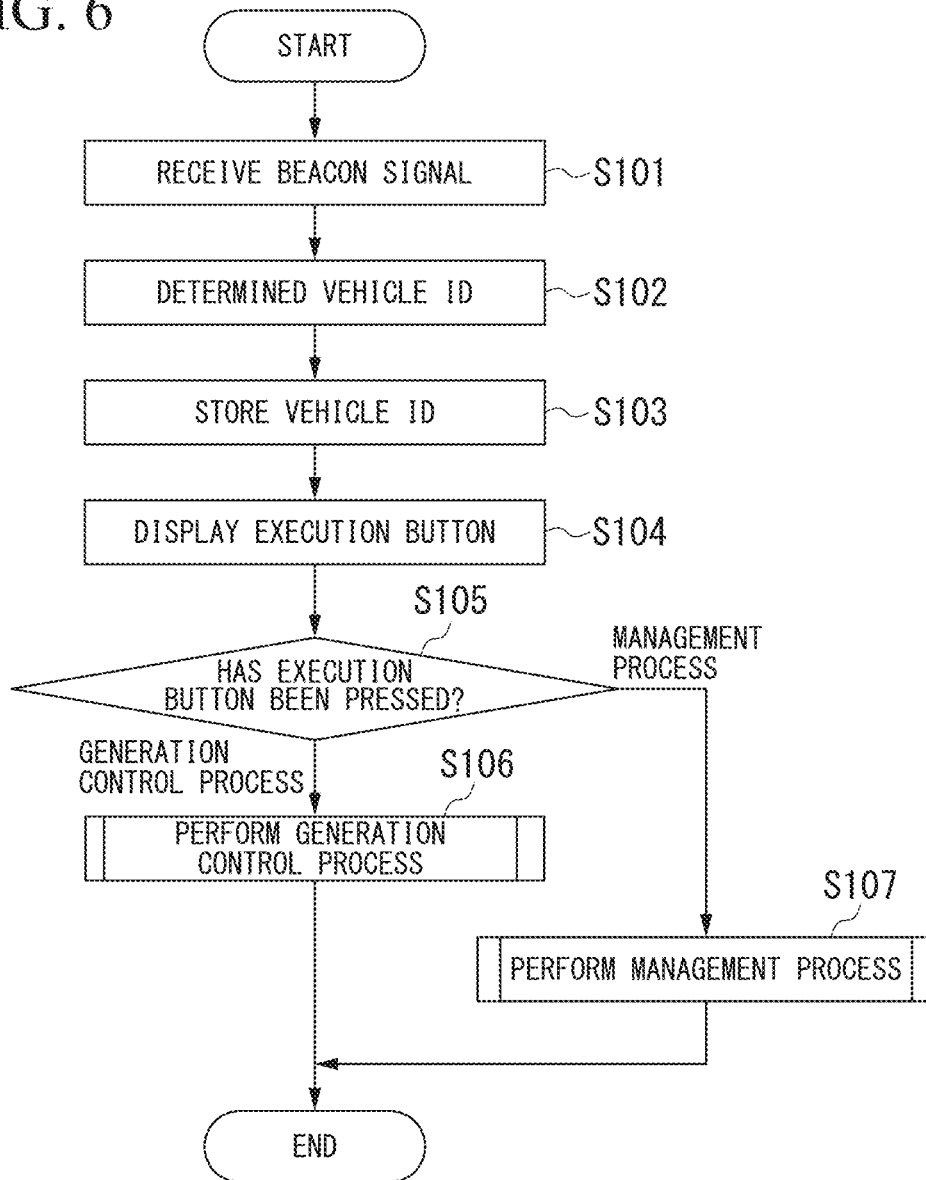 FIG. 6
START
RECEIVE BEACON SIGNAL
S101
DETERMINED VEHICLE ID
S102
STORE VEHICLE ID
S103
DISPLAY EXECUTION BUTTON
S104
S105
HAS EXECUTION
BUTTON BEEN PRESSED?
MANAGEMENT
PROCESS
GENERATION
CONTROL PROCESS
S106
PERFORM GENERATION
CONTROL PROCESS
S107
PERFORM MANAGEMENT PROCESS
END